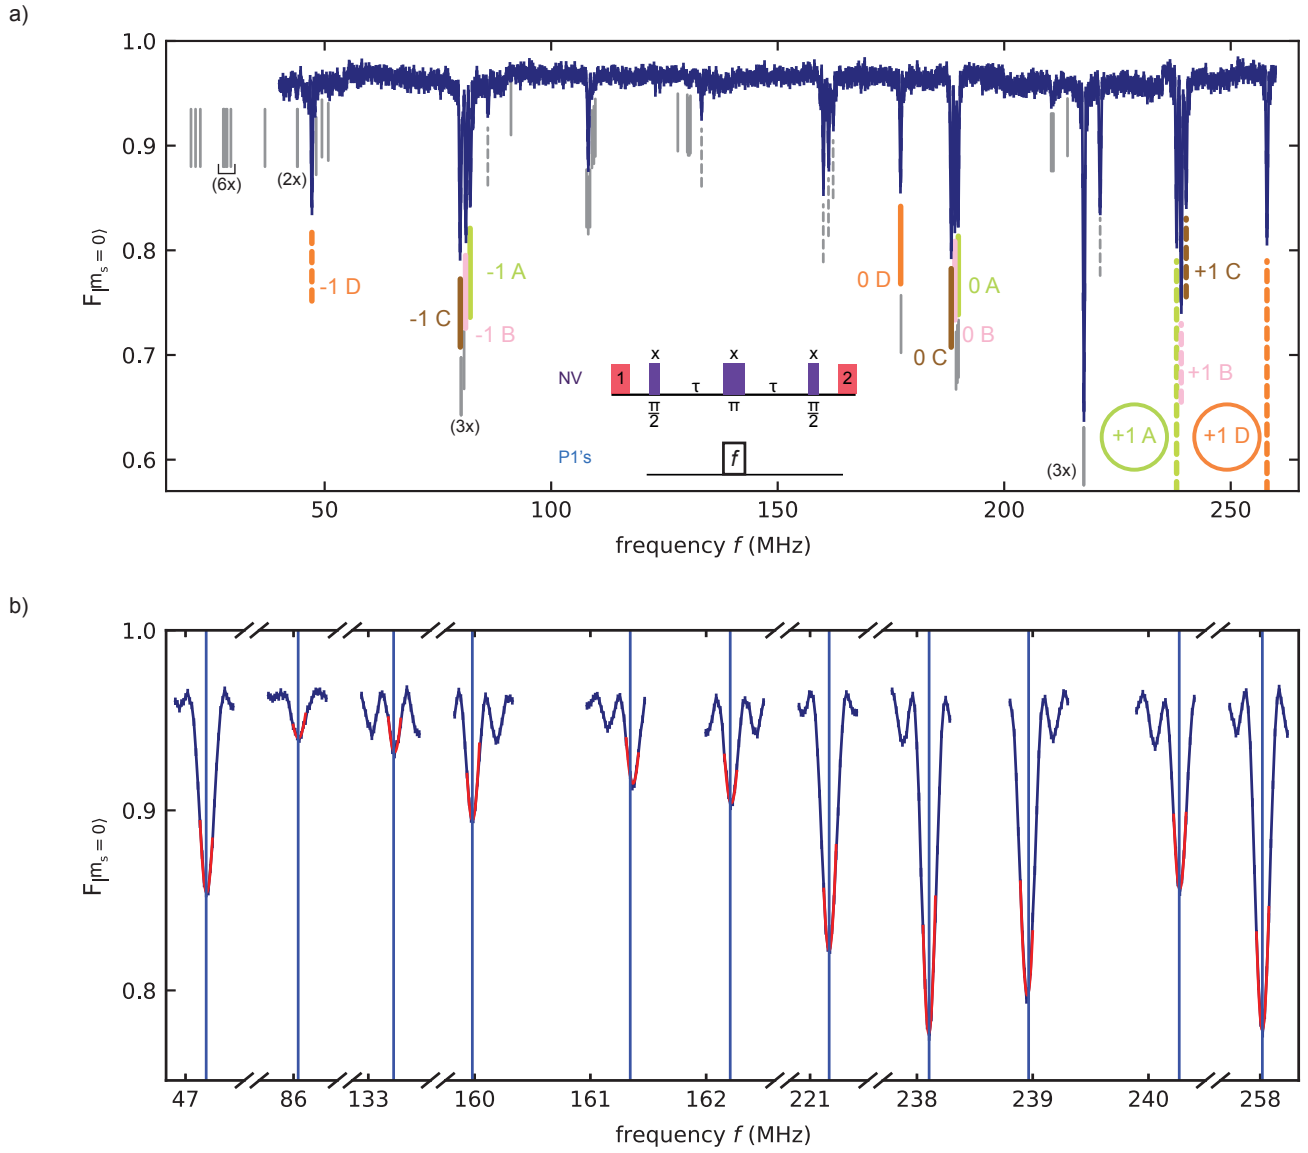 a)
1.0
0.9
0.8
0.7
0.6
F|mₛ = 0⟩
(6x)
(2x)
-1 D
-1 C
-1 A
-1 B
(3x)
0 D
0 A
0 B
0 C
+1 C
+1 B
+1 A
+1 D
(3x)
NV
1
x
x
x
2
τ
τ
π/2
π
π/2
P1's
f
50
100
150
200
250
frequency f (MHz)
b)
1.0
0.9
0.8
F|mₛ = 0⟩
47
86
133
160
161
162
221
238
239
240
258
frequency f (MHz)